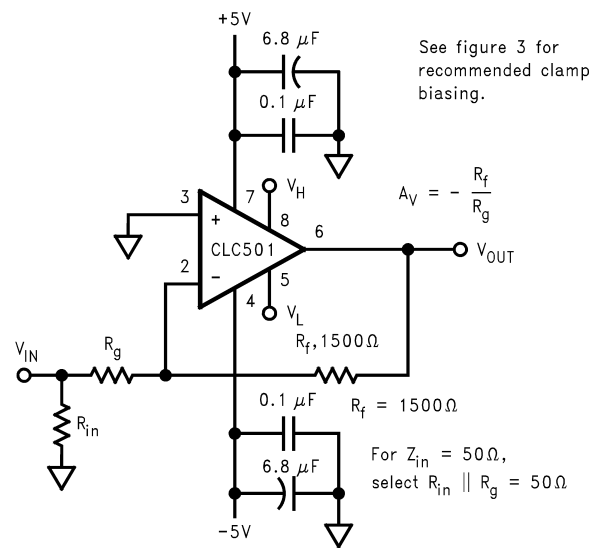 +5V
6.8 μF
See figure 3 for
recommended clamp
biasing.
0.1 μF
3
7
V_H
A_V = - R_f / R_g
+
8
CLC501
6
V_OUT
2
-
5
4
V_L
R_f, 1500Ω
V_IN
R_g
R_in
0.1 μF
R_f = 1500Ω
6.8 μF
For Z_in = 50Ω,
select R_in || R_g = 50Ω
-5V